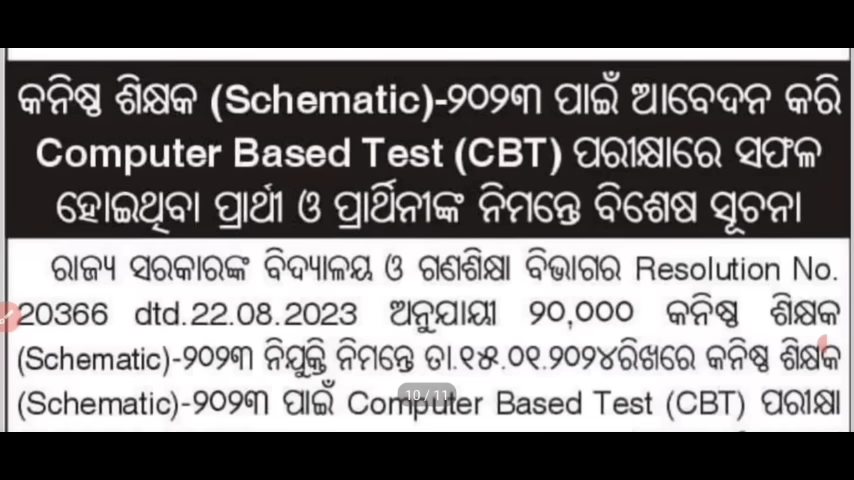 କନିଷ୍ଠ ଶିକ୍ଷକ (Schematic)-୨୦୨୩ ପାଇଁ ଆବେଦନ କରି
Computer Based Test (CBT) ପରୀକ୍ଷାରେ ସଫଳ
ହୋଇଥିବା ପ୍ରାର୍ଥୀ ଓ ପ୍ରାର୍ଥିନୀଙ୍କ ନିମନ୍ତେ ବିଶେଷ ସୂଚନା
ରାଜ୍ୟ ସରକାରଙ୍କ ବିଦ୍ୟାଳୟ ଓ ଗଣଶିକ୍ଷା ବିଭାଗର Resolution No.
20366 dtd.22.08.2023 ଅନୁଯାୟୀ ୨୦,୦୦୦ କନିଷ୍ଠ ଶିକ୍ଷକ
(Schematic)-୨୦୨୩ ନିଯୁକ୍ତି ନିମନ୍ତେ ତା.୧୫.୦୧.୨୦୨୪ରିଖରେ କନିଷ୍ଠ ଶିକ୍ଷକ
(Schematic)-୨୦୨୩ ପାଇଁ Computer Based Test (CBT) ପରୀକ୍ଷା
10 / 11